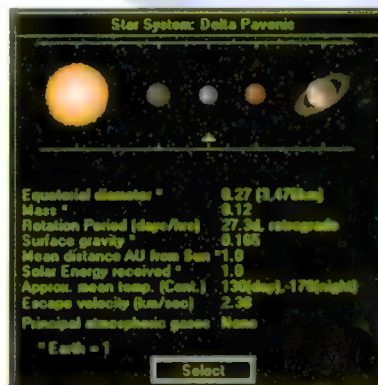 Star System: Delta Pavonis
Equatorial diameter * 0.27 (3,476km)
Mass * 0.12
Rotation Period (days/hrs) 27.3d, retrograde
Surface gravity * 0.165
Mean distance AU from Sun * 1.0
Solar Energy received * 1.0
Approx. mean temp. (Cent.) 130(day),-170(night)
Escape velocity (km/sec) 2.38
Principal atmospheric gases None
* Earth = 1
Select